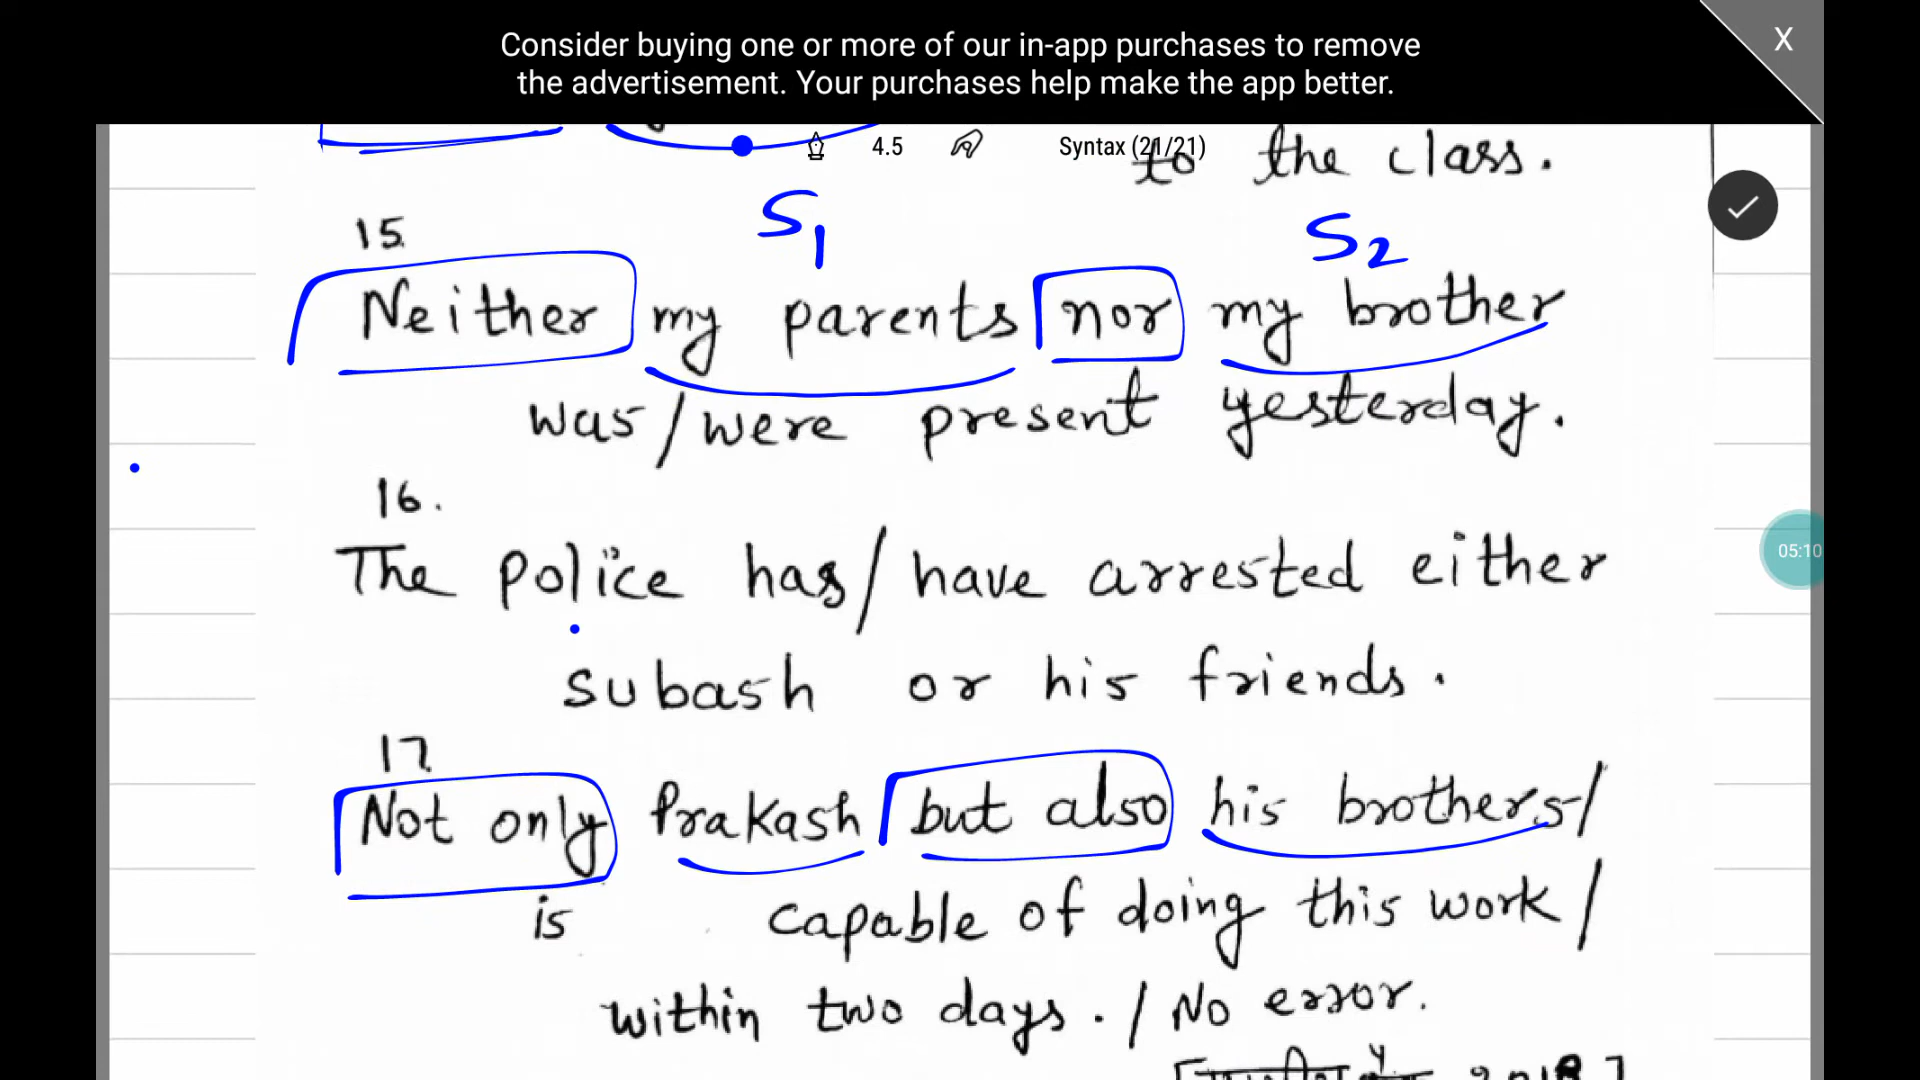 Consider buying one or more of our in-app purchases to remove
the advertisement. Your purchases help make the app better.
X
4.5
Syntax (21/21)
to the class.
S1
S2
15.
Neither my parents nor my brother
was/were present yesterday.
16.
The police has/have arrested either
05:10
subash or his friends.
17.
Not only Prakash but also his brothers/
is capable of doing this work/
within two days. / No error.